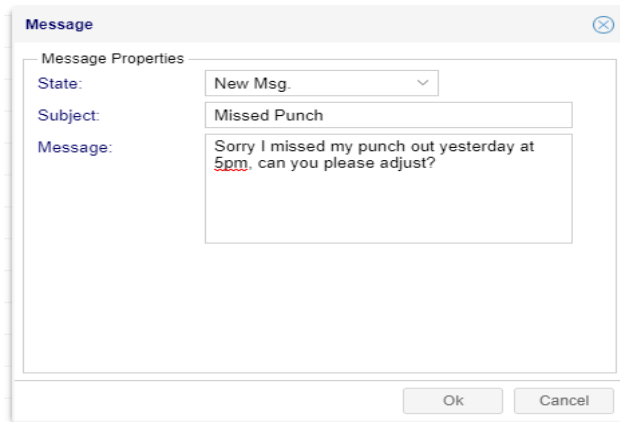 Message
Message Properties
State: New Msg.
Subject: Missed Punch
Message: Sorry I missed my punch out yesterday at
5pm, can you please adjust?
Ok Cancel